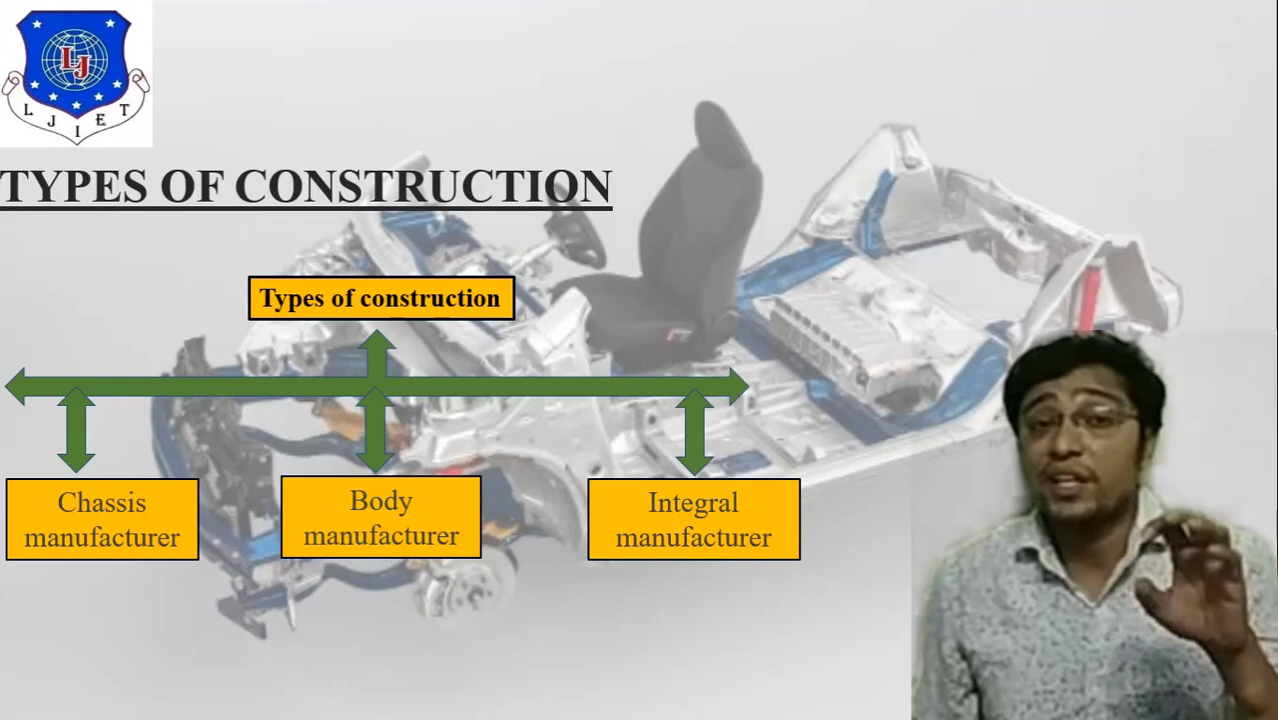 LJ
L J I E T
TYPES OF CONSTRUCTION
Types of construction
Chassis
manufacturer
Body
manufacturer
Integral
manufacturer